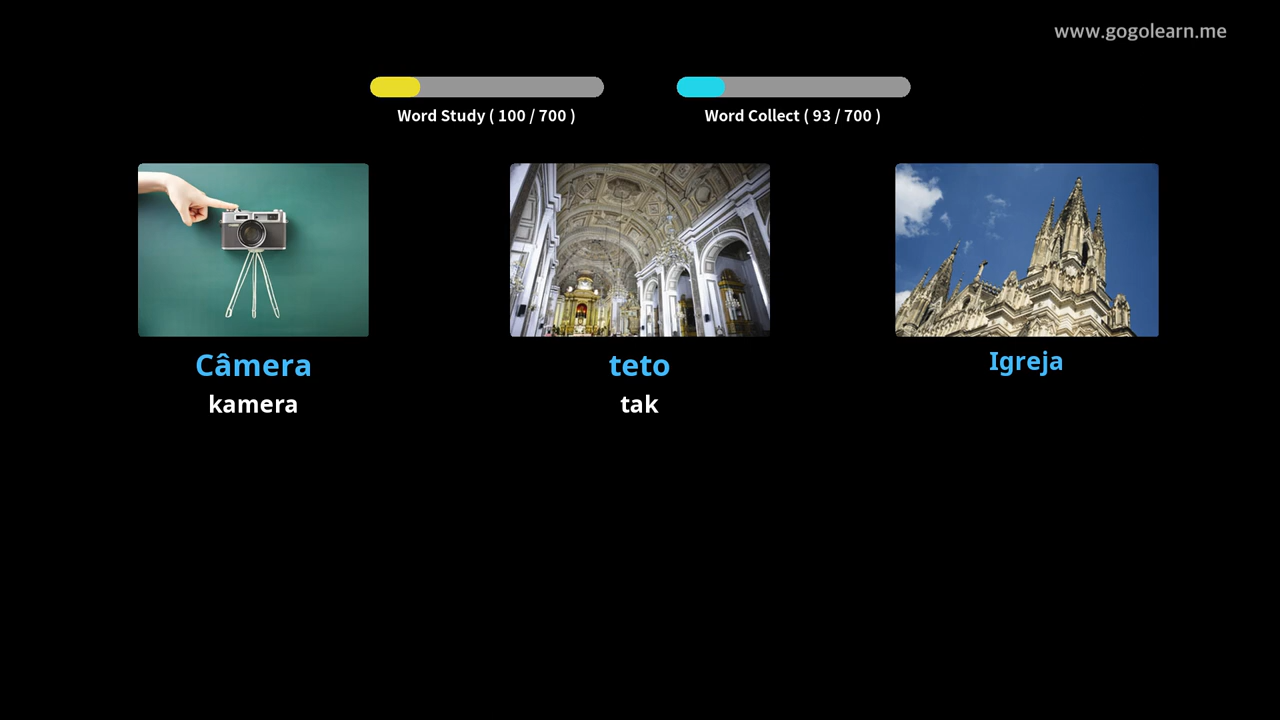 www.gogolearn.me
Word Study ( 100 / 700 )
Word Collect ( 93 / 700 )
Câmera
kamera
teto
tak
Igreja